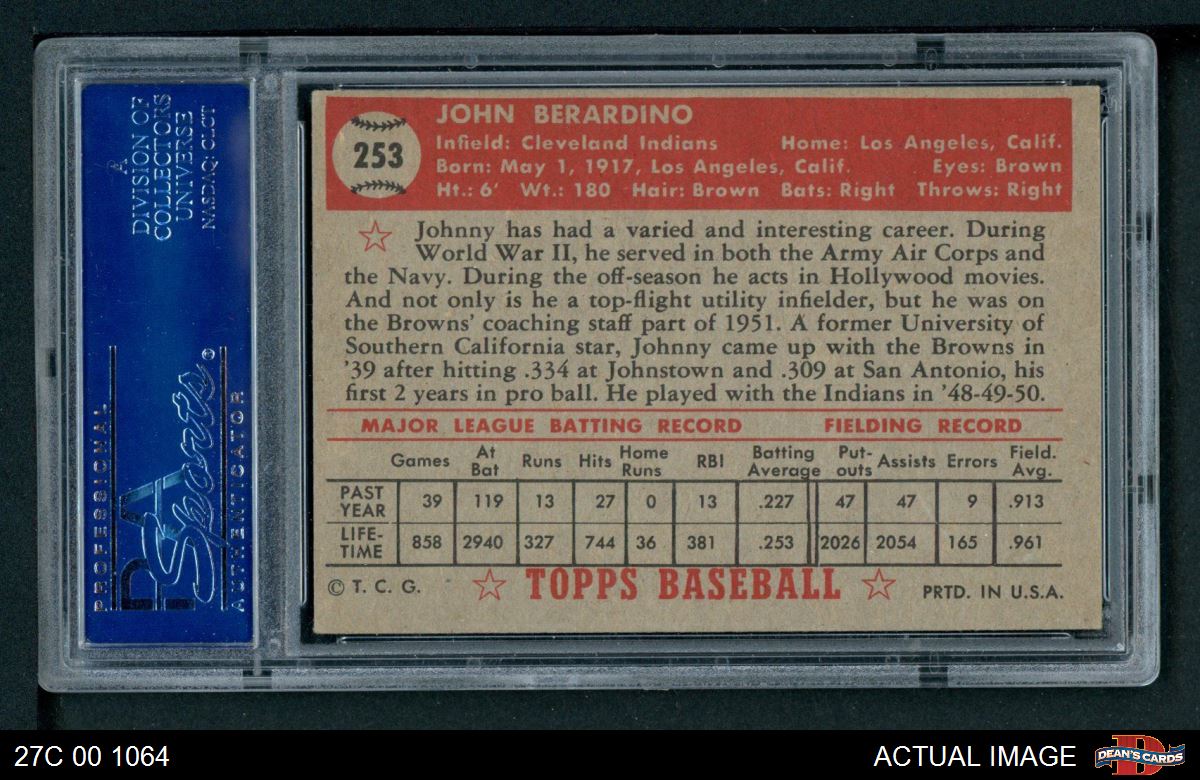 A
DIVISION OF
COLLECTORS
UNIVERSE
NASDAQ: CLCT
PROFESSIONAL
PSA
Sports
AUTHENTICATOR
253
JOHN BERARDINO
Infield: Cleveland Indians Home: Los Angeles, Calif.
Born: May 1, 1917, Los Angeles, Calif. Eyes: Brown
Ht.: 6' Wt.: 180 Hair: Brown Bats: Right Throws: Right
Johnny has had a varied and interesting career. During
World War II, he served in both the Army Air Corps and
the Navy. During the off-season he acts in Hollywood movies.
And not only is he a top-flight utility infielder, but he was on
the Browns' coaching staff part of 1951. A former University of
Southern California star, Johnny came up with the Browns in
'39 after hitting .334 at Johnstown and .309 at San Antonio, his
first 2 years in pro ball. He played with the Indians in '48-49-50.
MAJOR LEAGUE BATTING RECORD FIELDING RECORD
Games At Bat Runs Hits Home Runs RBI Batting Average Put-outs Assists Errors Field. Avg.
PAST YEAR 39 119 13 27 0 13 .227 47 47 9 .913
LIFE-TIME 858 2940 327 744 36 381 .253 2026 2054 165 .961
© T. C. G. TOPPS BASEBALL PRTD. IN U.S.A.
27C 00 1064 ACTUAL IMAGE DEAN'S CARDS